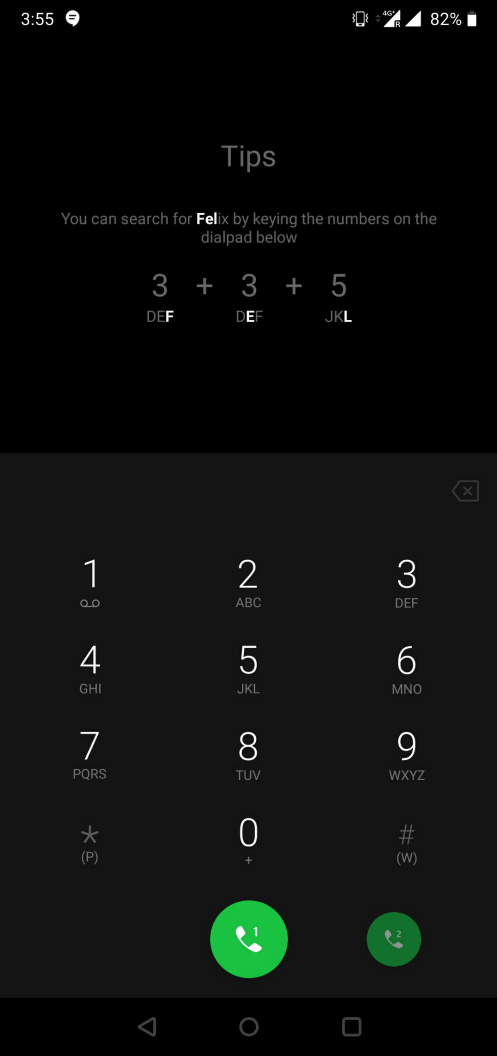 3:55 4G+ R 82%
Tips
You can search for Felix by keying the numbers on the
dialpad below
3 + 3 + 5
DEF DEF JKL
1 2 3
ABC DEF
4 5 6
GHI JKL MNO
7 8 9
PQRS TUV WXYZ
* 0 #
(P) + (W)
1 2